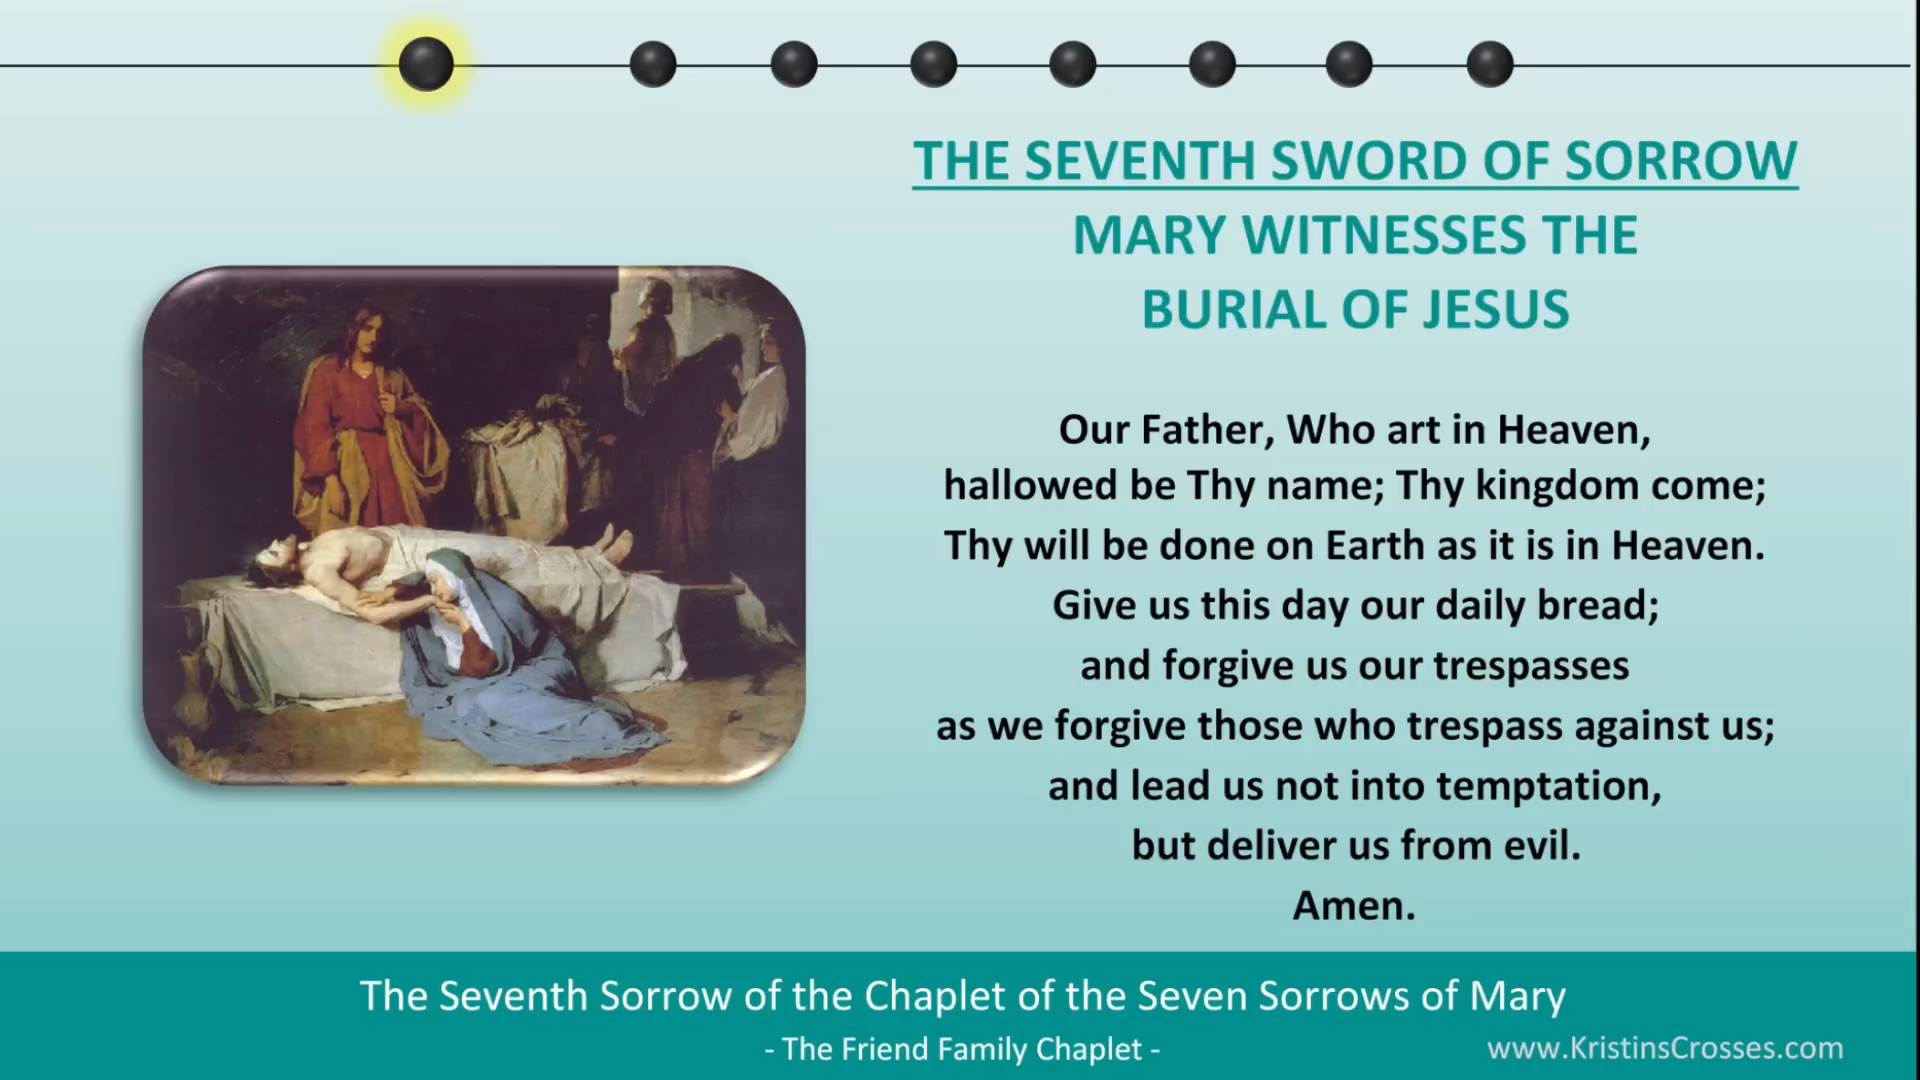 THE SEVENTH SWORD OF SORROW
MARY WITNESSES THE
BURIAL OF JESUS
Our Father, Who art in Heaven,
hallowed be Thy name; Thy kingdom come;
Thy will be done on Earth as it is in Heaven.
Give us this day our daily bread;
and forgive us our trespasses
as we forgive those who trespass against us;
and lead us not into temptation,
but deliver us from evil.
Amen.
The Seventh Sorrow of the Chaplet of the Seven Sorrows of Mary
- The Friend Family Chaplet -
www.KristinsCrosses.com